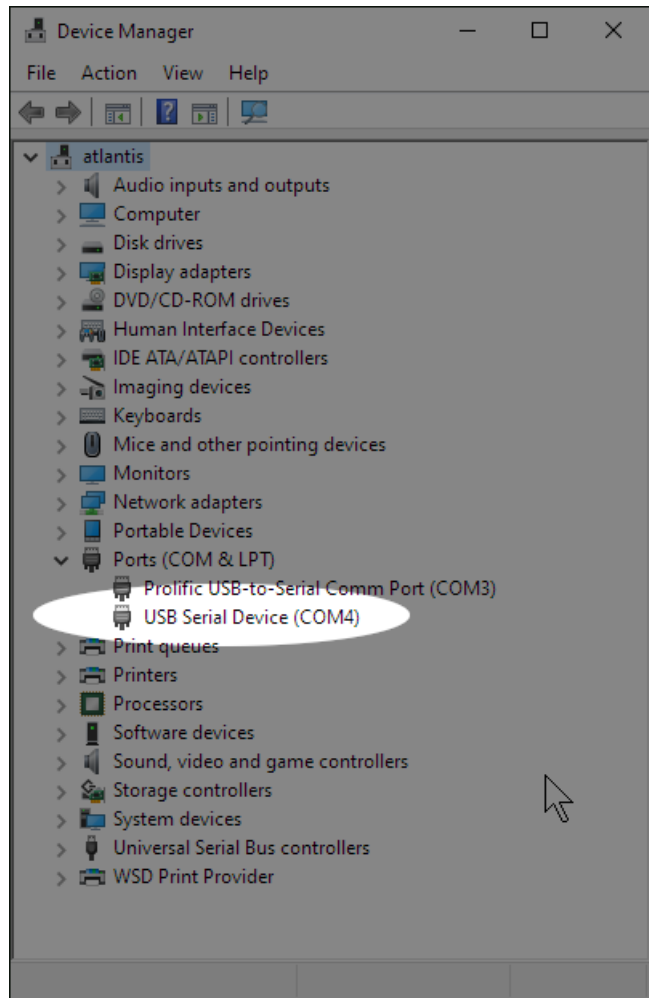 Device Manager
File Action View Help
atlantis
Audio inputs and outputs
Computer
Disk drives
Display adapters
DVD/CD-ROM drives
Human Interface Devices
IDE ATA/ATAPI controllers
Imaging devices
Keyboards
Mice and other pointing devices
Monitors
Network adapters
Portable Devices
Ports (COM & LPT)
Prolific USB-to-Serial Comm Port (COM3)
USB Serial Device (COM4)
Print queues
Printers
Processors
Software devices
Sound, video and game controllers
Storage controllers
System devices
Universal Serial Bus controllers
WSD Print Provider